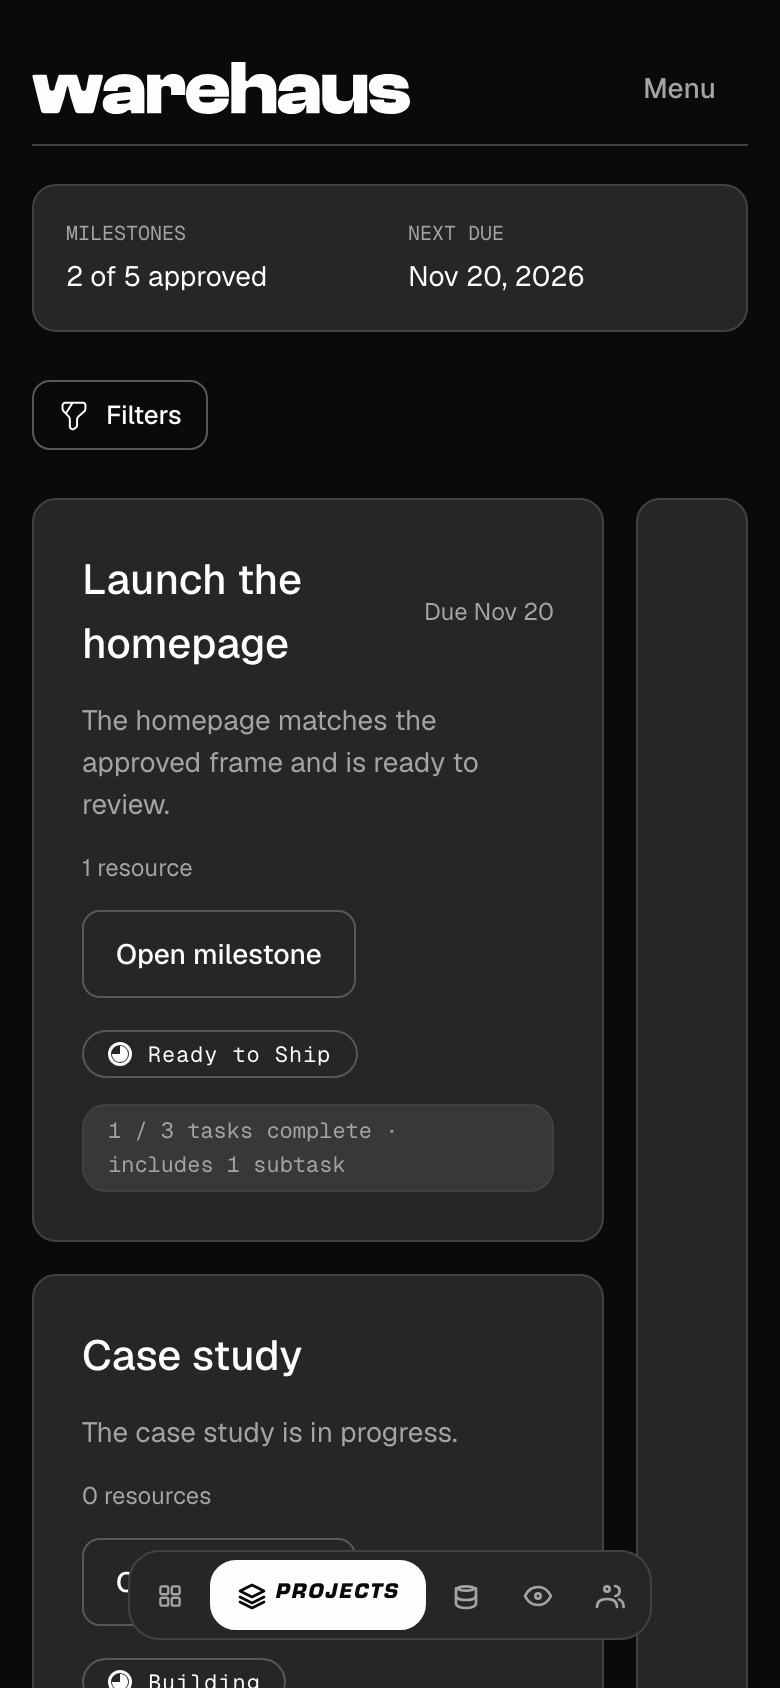 warehaus
Menu
MILESTONES
2 of 5 approved
NEXT DUE
Nov 20, 2026
Filters
Launch the
homepage
Due Nov 20
The homepage matches the
approved frame and is ready to
review.
1 resource
Open milestone
Ready to Ship
1 / 3 tasks complete ·
includes 1 subtask
Case study
The case study is in progress.
0 resources
PROJECTS
Building